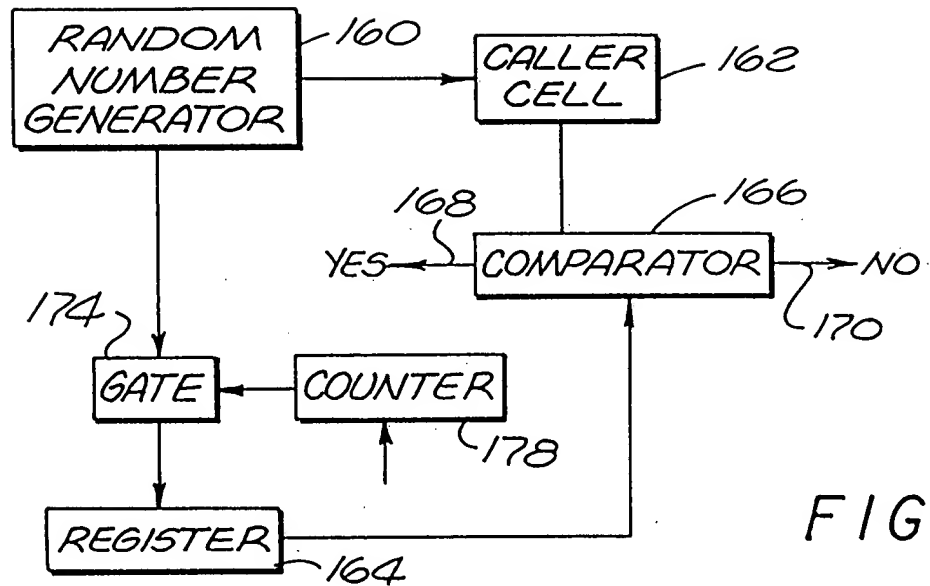 RANDOM
NUMBER
GENERATOR
160
CALLER
CELL
162
168
166
YES
COMPARATOR
NO
170
174
GATE
COUNTER
178
REGISTER
164
FIG